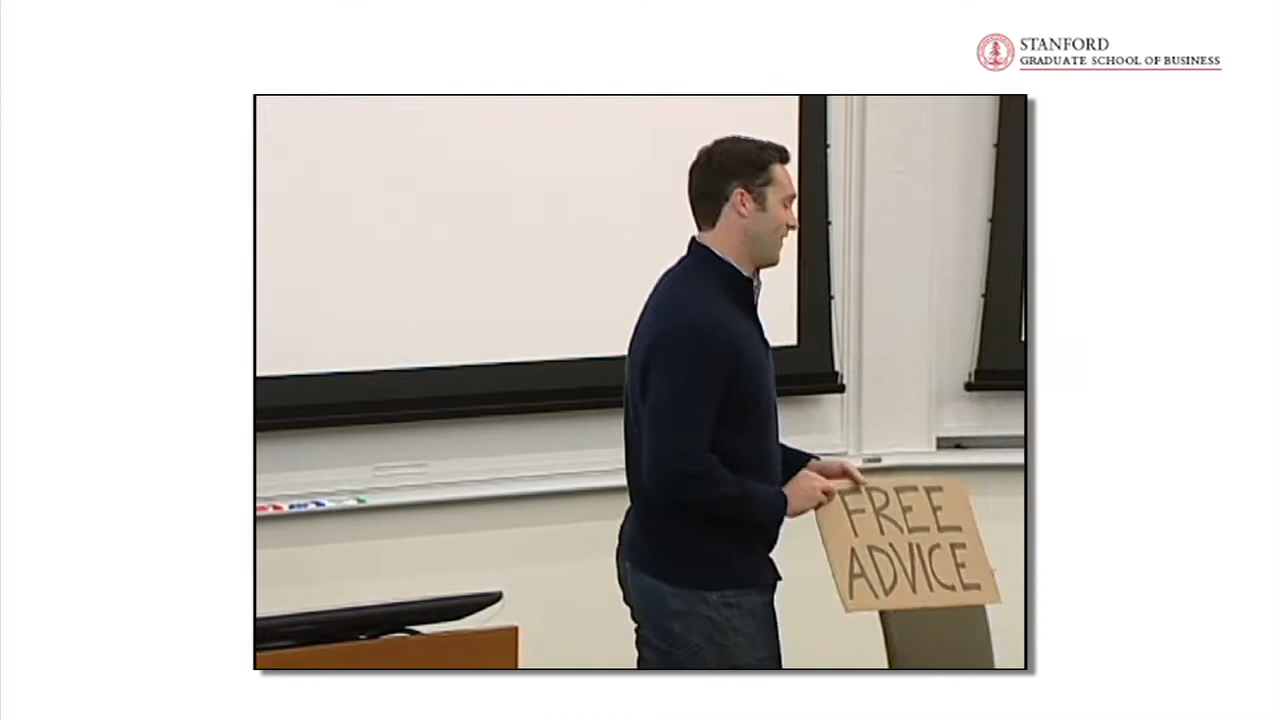 STANFORD
GRADUATE SCHOOL OF BUSINESS
FREE
ADVICE